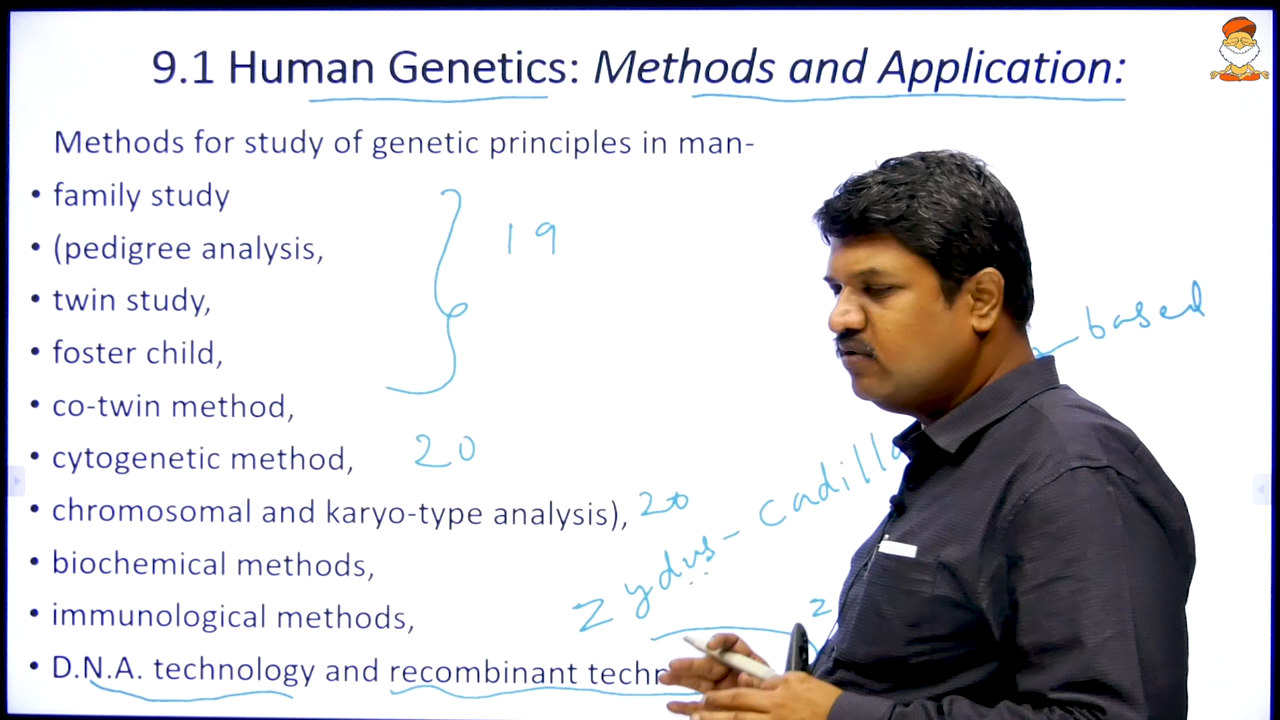 9.1 Human Genetics: Methods and Application:
Methods for study of genetic principles in man-
• family study
• (pedigree analysis,
19
• twin study,
• foster child,
based
• co-twin method,
• cytogenetic method, 20
• chromosomal and karyo-type analysis), 20
Zydus - cadilla
• biochemical methods,
• immunological methods,
• D.N.A. technology and recombinant